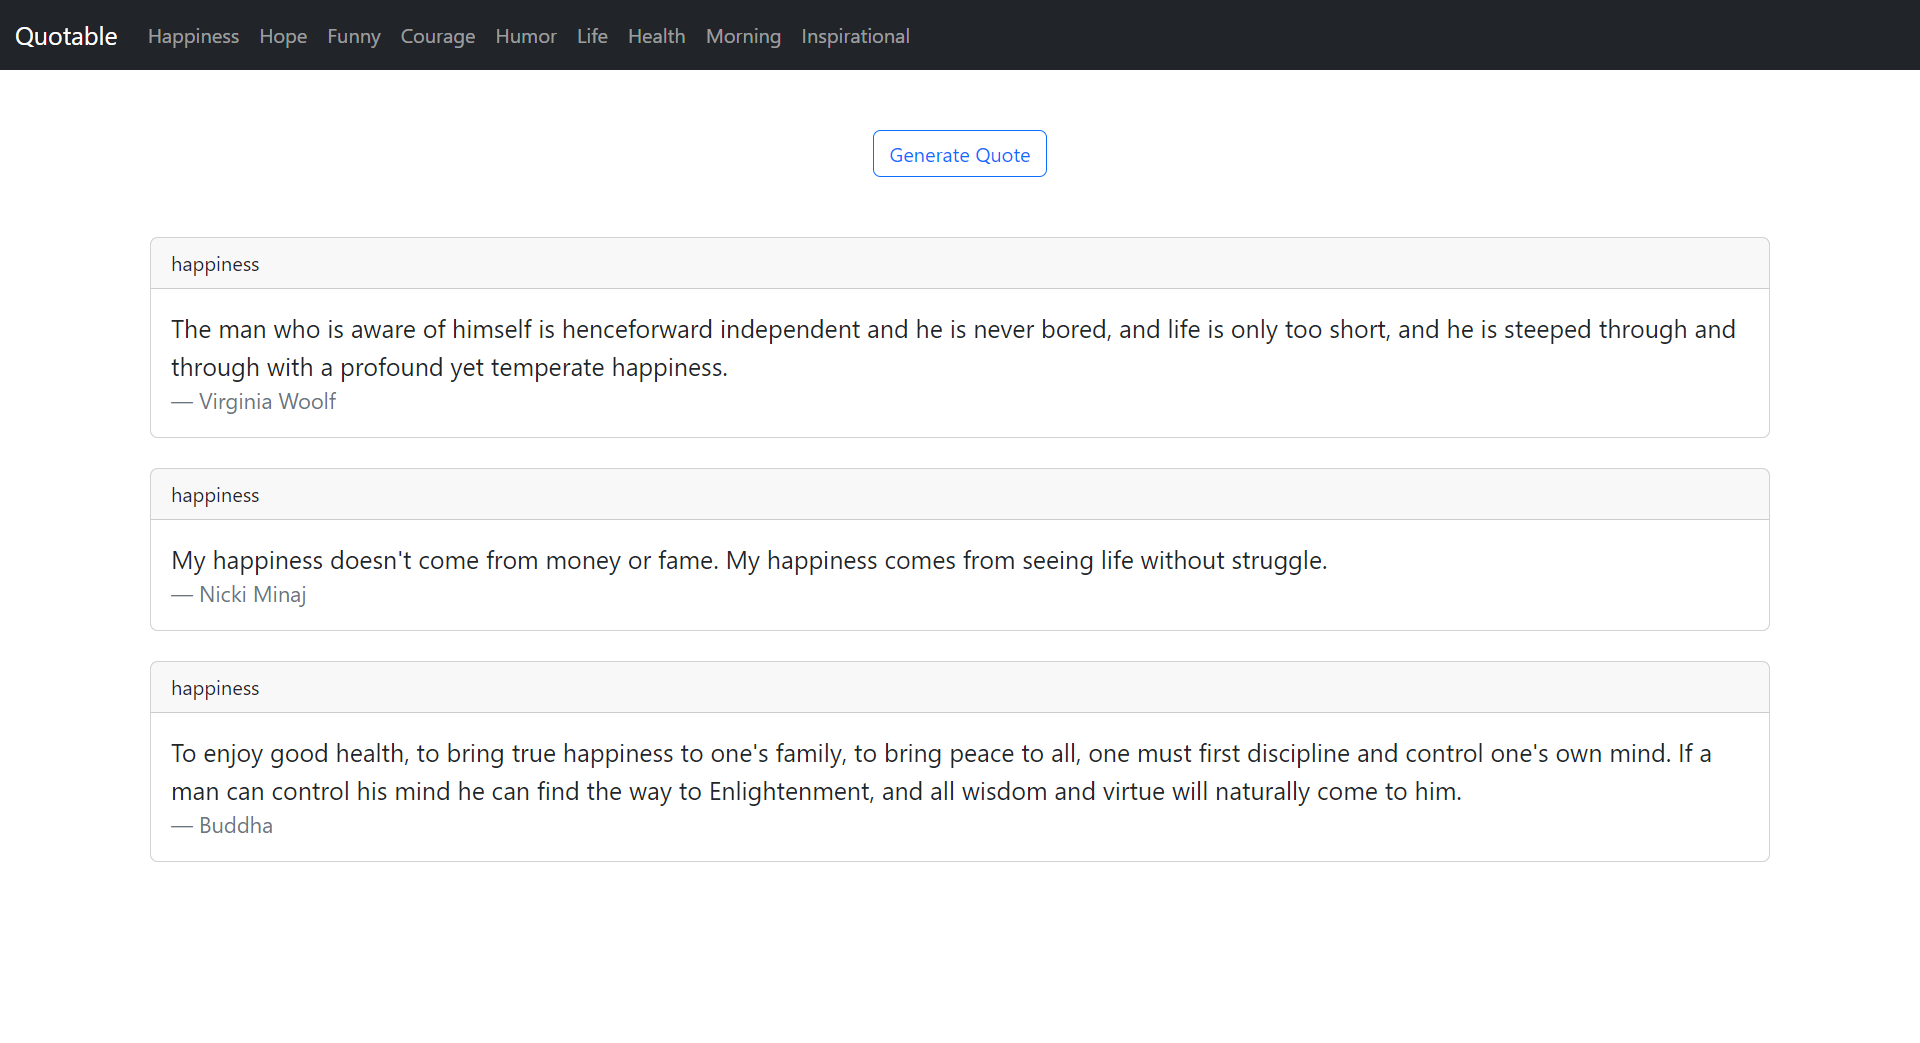 Quotable Happiness Hope Funny Courage Humor Life Health Morning Inspirational
Generate Quote
happiness
The man who is aware of himself is henceforward independent and he is never bored, and life is only too short, and he is steeped through and
through with a profound yet temperate happiness.
— Virginia Woolf
happiness
My happiness doesn't come from money or fame. My happiness comes from seeing life without struggle.
— Nicki Minaj
happiness
To enjoy good health, to bring true happiness to one's family, to bring peace to all, one must first discipline and control one's own mind. If a
man can control his mind he can find the way to Enlightenment, and all wisdom and virtue will naturally come to him.
— Buddha